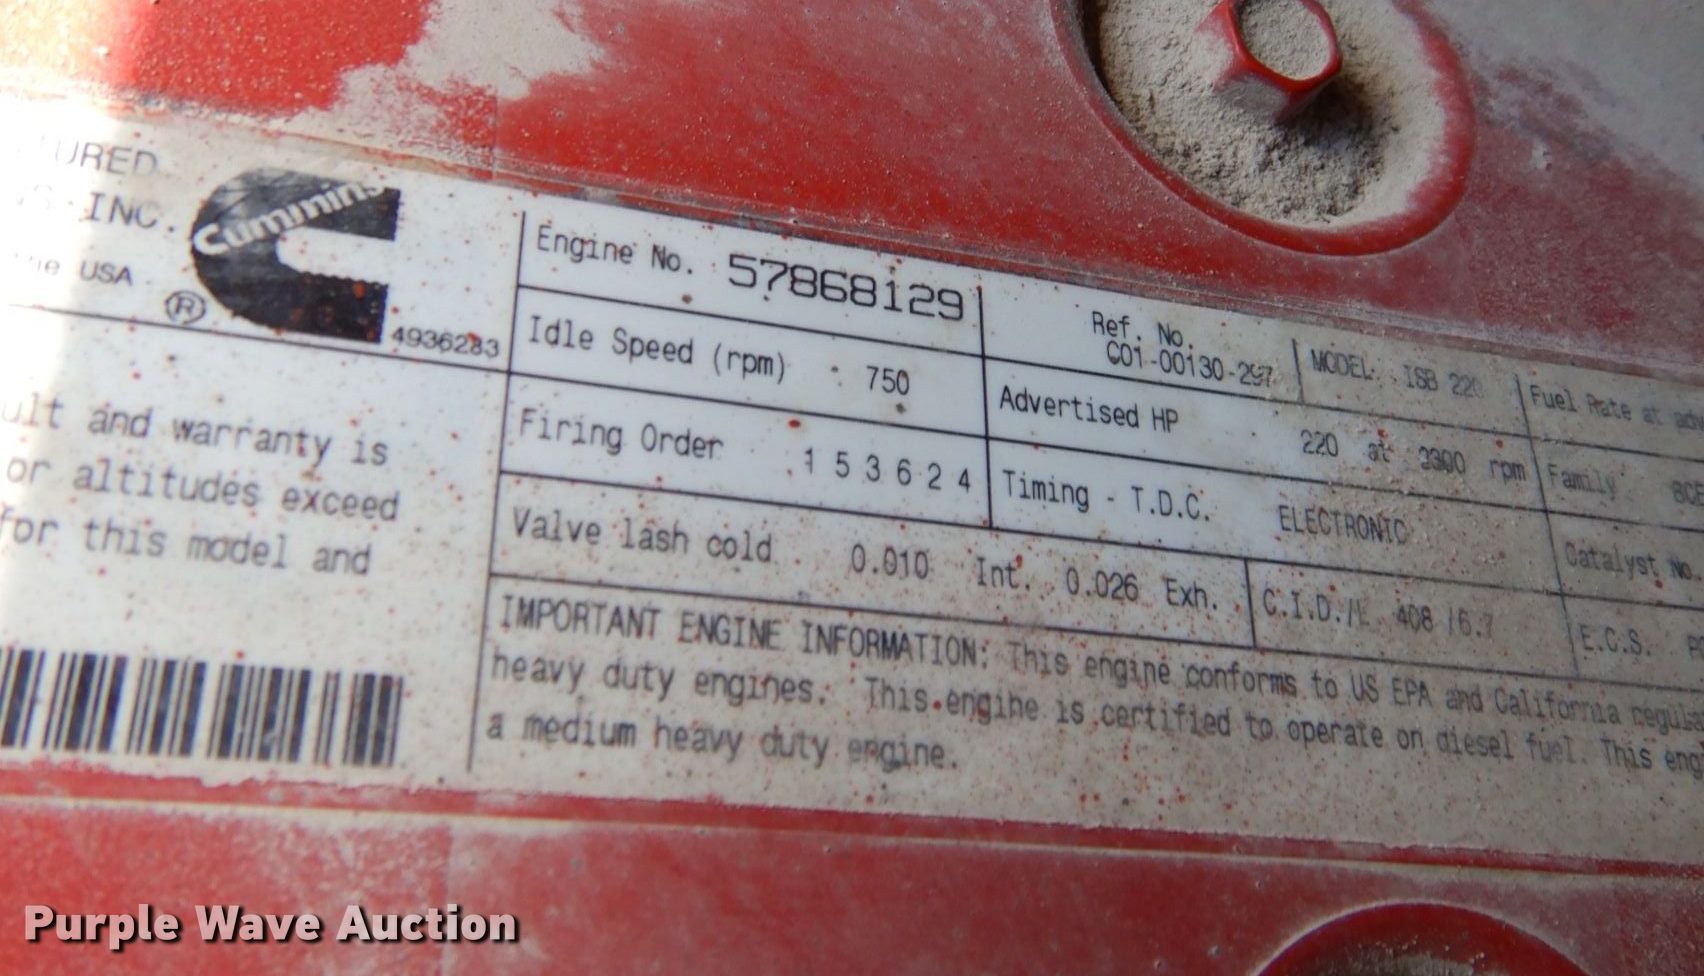 URED
INC.
USA
Cummins
®
4936283
ult and warranty is
or altitudes exceed
for this model and
Engine No. 57868129
Idle Speed (rpm) 750
Firing Order 1 5 3 6 2 4
Valve lash cold 0.010 Int. 0.026 Exh.
Ref. No.
C01-00130-297
MODEL: ISB 220
Fuel Rate at
Advertised HP 220 at 2300 rpm
Family
Timing - T.D.C. ELECTRONIC
Catalyst No.
C.I.D./L 408 /6.7
E.C.S.
IMPORTANT ENGINE INFORMATION: This engine conforms to US EPA and California
heavy duty engines. This engine is certified to operate on diesel fuel. This
a medium heavy duty engine.
Purple Wave Auction